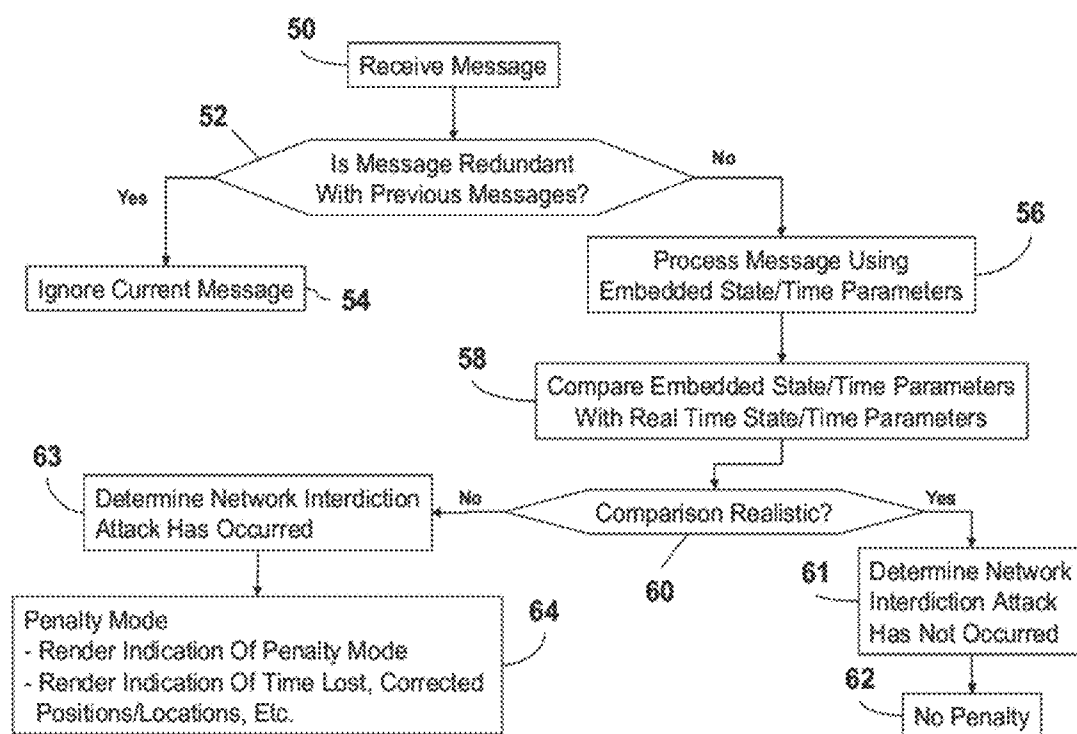 50
Receive Message
52
Is Message Redundant
With Previous Messages?
Yes
No
56
Process Message Using
Embedded State/Time Parameters
Ignore Current Message
54
58
Compare Embedded State/Time Parameters
With Real Time State/Time Parameters
63
Determine Network Interdiction
Attack Has Occurred
No
Comparison Realistic?
Yes
60
61
Determine Network
Interdiction Attack
Has Not Occurred
Penalty Mode
- Render Indication Of Penalty Mode
- Render Indication Of Time Lost, Corrected
Positions/Locations, Etc.
64
62
No Penalty